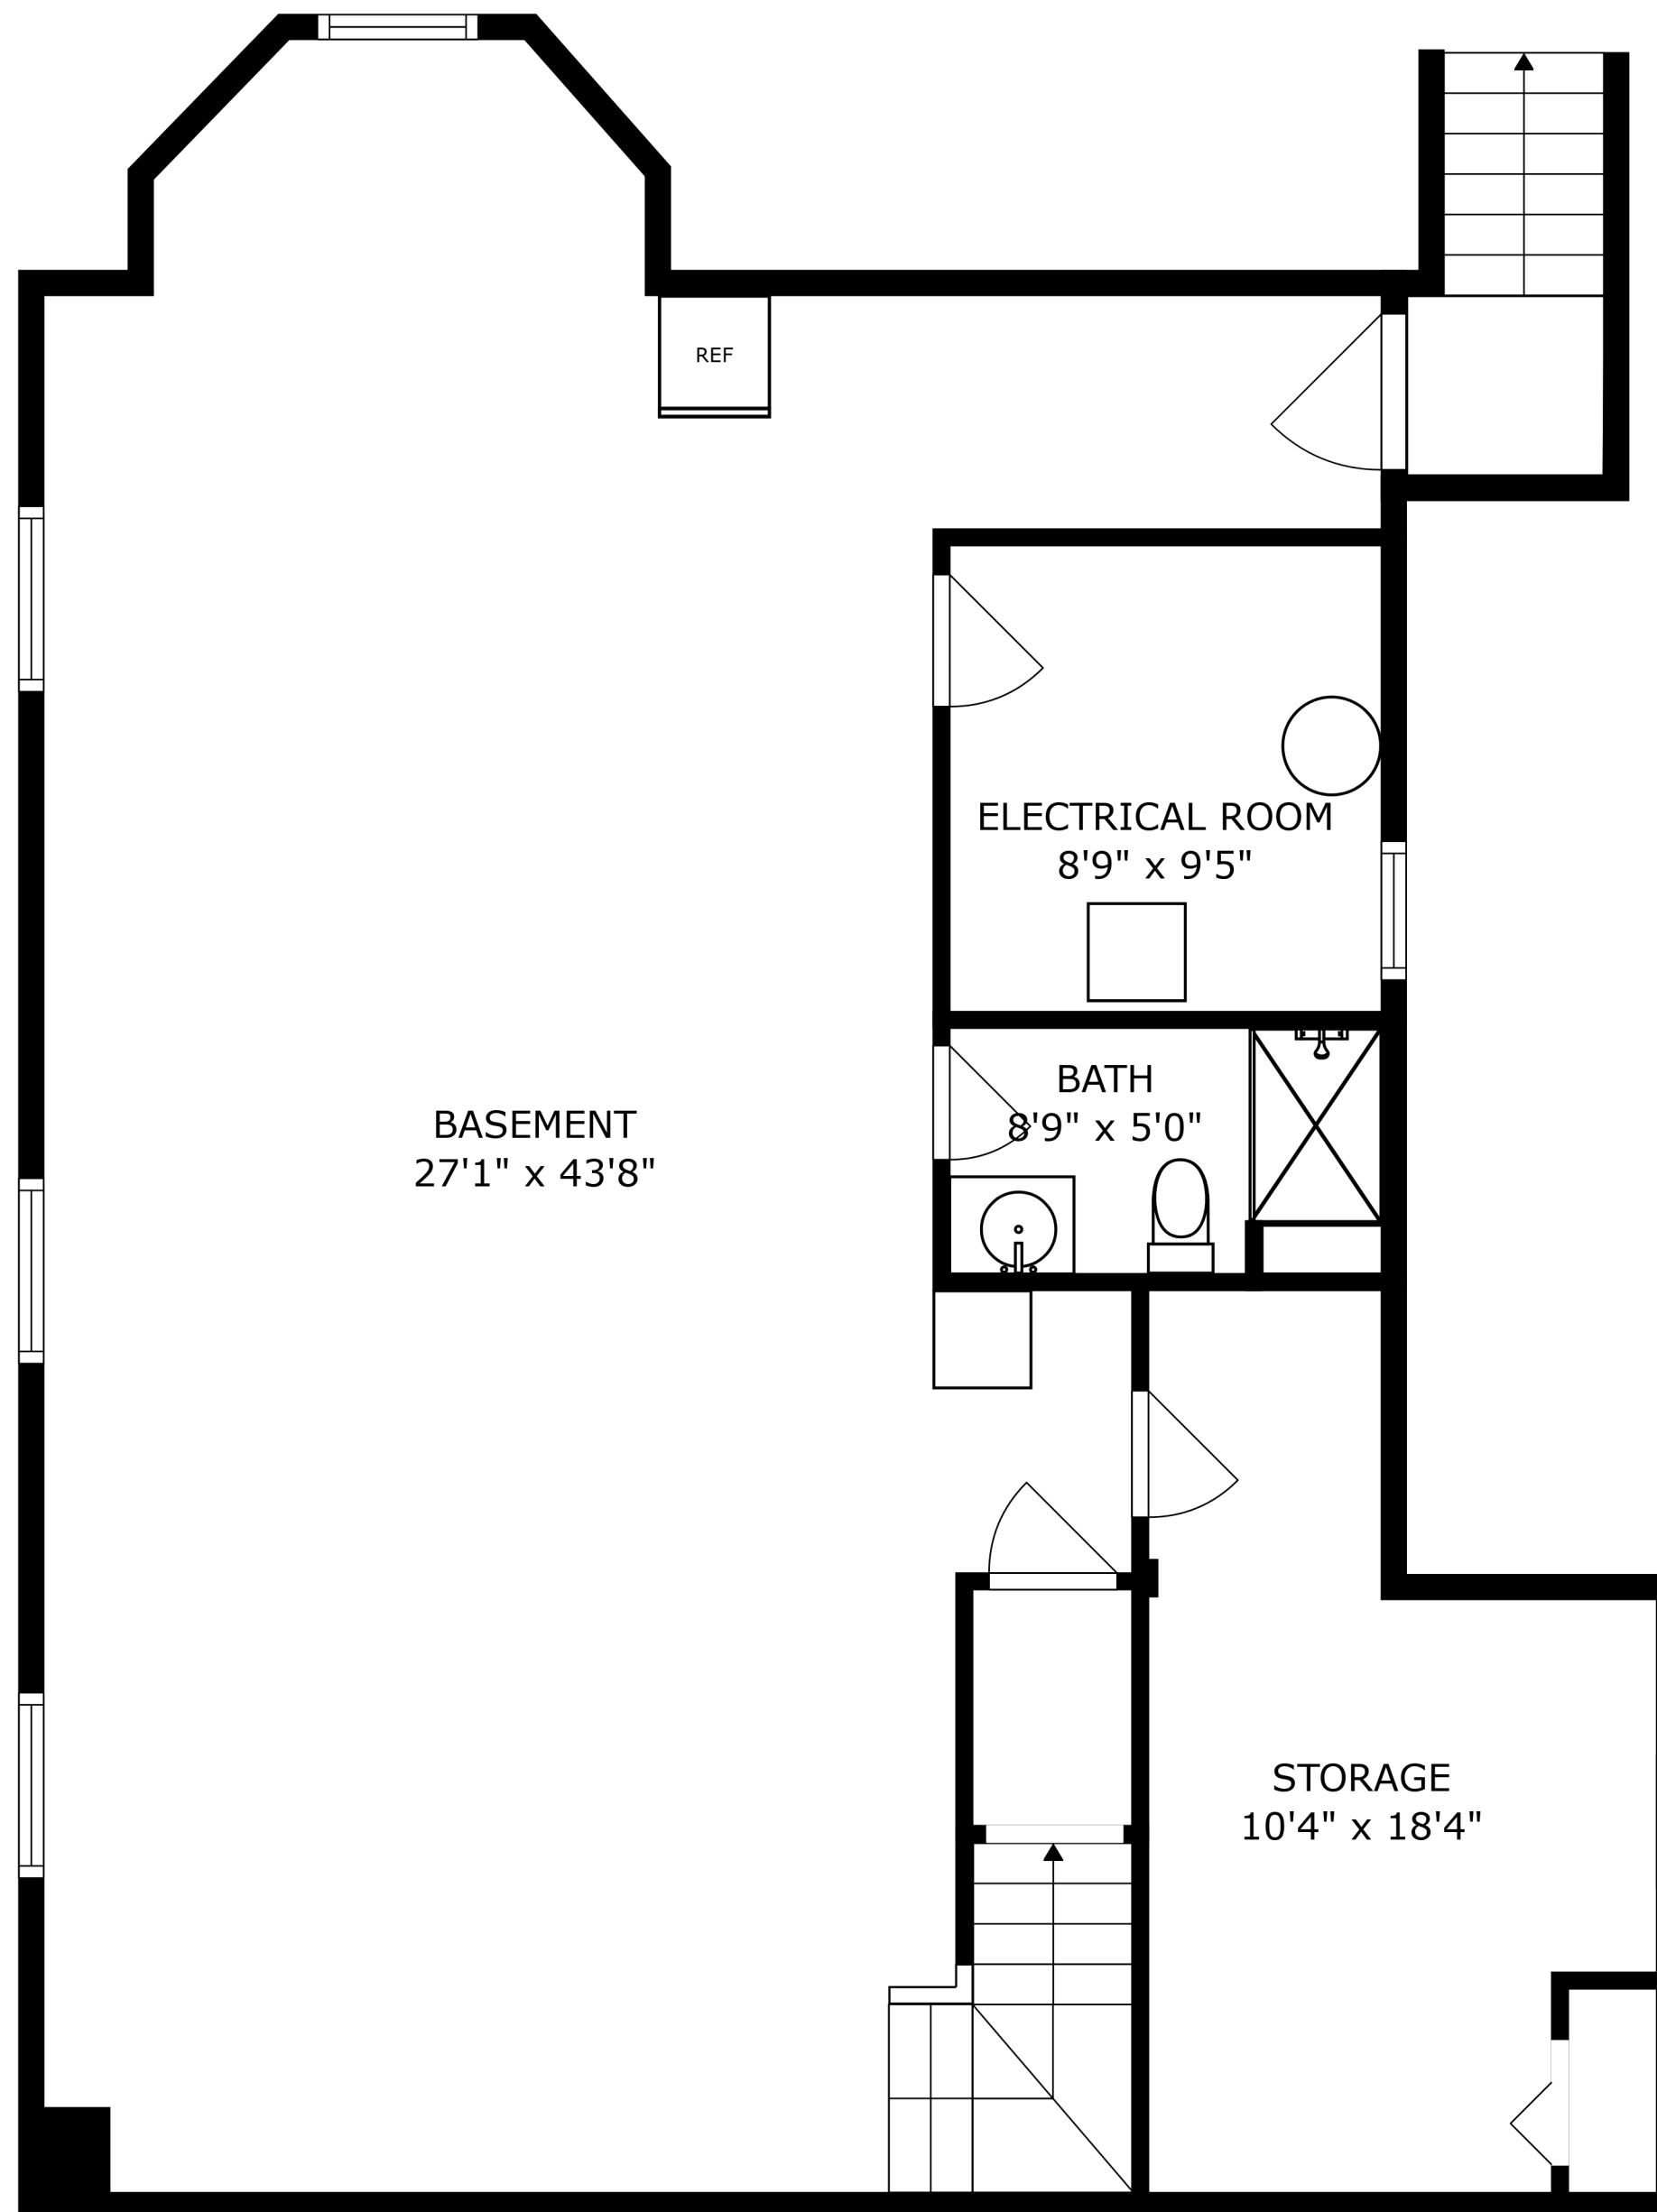 REF
ELECTRICAL ROOM
8'9" x 9'5"
BATH
8'9" x 5'0"
BASEMENT
27'1" x 43'8"
STORAGE
10'4" x 18'4"